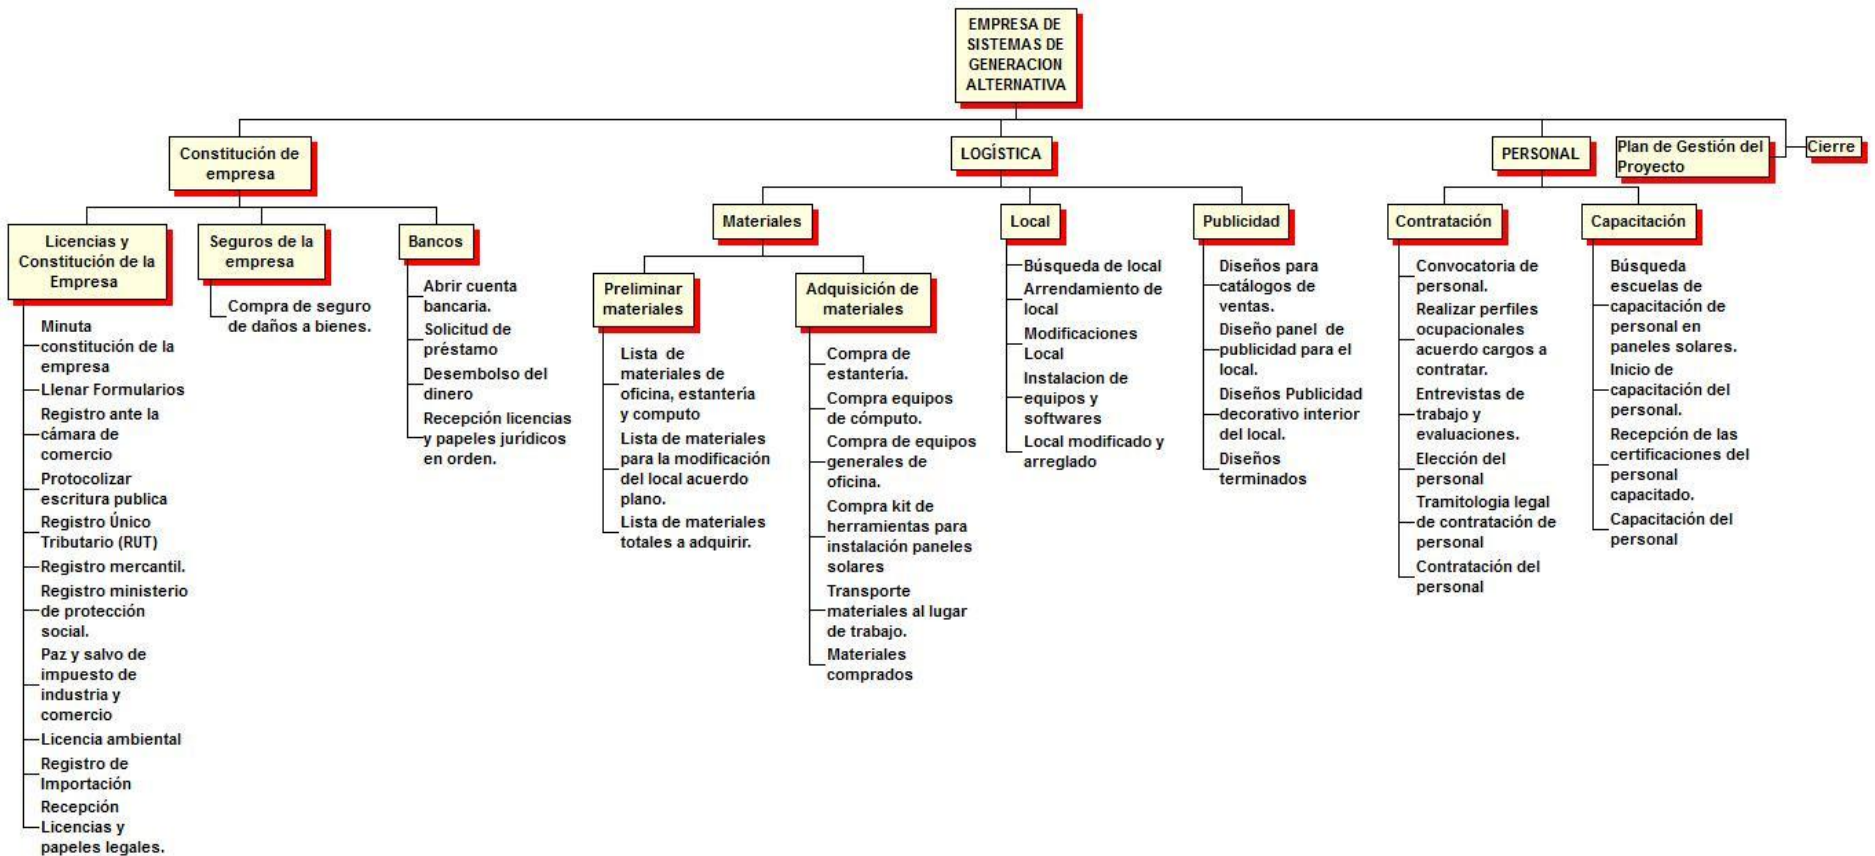 EMPRESA DE
SISTEMAS DE
GENERACION
ALTERNATIVA
Constitución de
empresa
LOGÍSTICA
PERSONAL
Plan de Gestión del
Proyecto
Cierre
Licencias y
Constitución de la
Empresa
Minuta
constitución de la
empresa
Llenar Formularios
Registro ante la
cámara de
comercio
Protocolizar
escritura publica
Registro Único
Tributario (RUT)
Registro mercantil.
Registro ministerio
de protección
social.
Paz y salvo de
impuesto de
industria y
comercio
Licencia ambiental
Registro de
Importación
Recepción
Licencias y
papeles legales.
Seguros de la
empresa
Compra de seguro
de daños a bienes.
Bancos
Abrir cuenta
bancaria.
Solicitud de
préstamo
Desembolso del
dinero
Recepción licencias
y papeles jurídicos
en orden.
Materiales
Preliminar
materiales
Lista de
materiales de
oficina, estantería
y computo
Lista de materiales
para la modificación
del local acuerdo
plano.
Lista de materiales
totales a adquirir.
Adquisición de
materiales
Compra de
estantería.
Compra equipos
de cómputo.
Compra de equipos
generales de
oficina.
Compra kit de
herramientas para
instalación paneles
solares
Transporte
materiales al lugar
de trabajo.
Materiales
comprados
Local
Búsqueda de local
Arrendamiento de
local
Modificaciones
Local
Instalacion de
equipos y
softwares
Local modificado y
arreglado
Publicidad
Diseños para
catálogos de
ventas.
Diseño panel de
publicidad para el
local.
Diseños Publicidad
decorativo interior
del local.
Diseños
terminados
Contratación
Convocatoria de
personal.
Realizar perfiles
ocupacionales
acuerdo cargos a
contratar.
Entrevistas de
trabajo y
evaluaciones.
Elección del
personal
Tramitologia legal
de contratación de
personal
Contratación del
personal
Capacitación
Búsqueda
escuelas de
capacitación de
personal en
paneles solares.
Inicio de
capacitación del
personal.
Recepción de las
certificaciones del
personal
capacitado.
Capacitación del
personal